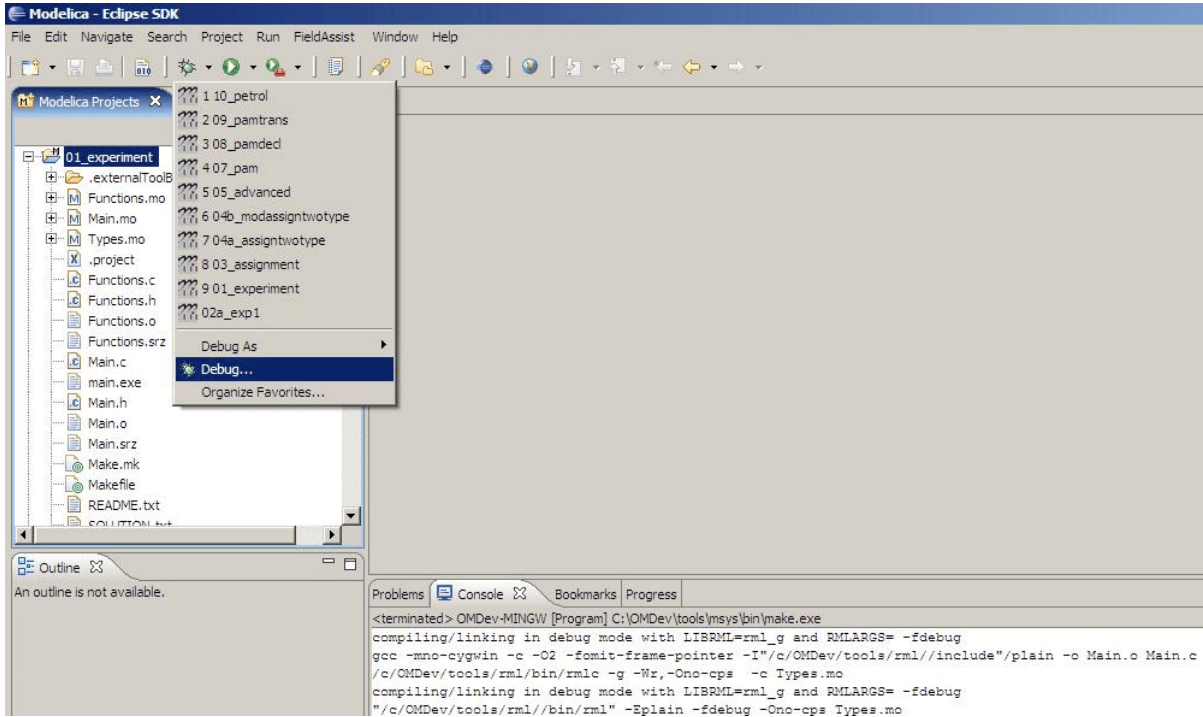 Modelica - Eclipse SDK
File Edit Navigate Search Project Run FieldAssist Window Help
Modelica Projects
1 10_petrol
2 09_pamtrans
3 08_pamdecl
4 07_pam
5 05_advanced
6 04b_modassigntwotype
7 04a_assigntwotype
8 03_assignment
9 01_experiment
02a_exp1
Debug As
Debug...
Organize Favorites...
01_experiment
.externalToolB
Functions.mo
Main.mo
Types.mo
.project
Functions.c
Functions.h
Functions.o
Functions.srz
Main.c
main.exe
Main.h
Main.o
Main.srz
Make.mk
Makefile
README.txt
SOLUTION.txt
Outline
An outline is not available.
Problems Console Bookmarks Progress
<terminated> OMDev-MINGW [Program] C:\OMDev\tools\msys\bin\make.exe
compiling/linking in debug mode with LIBRML=rml_g and RMLARGS= -fdebug
gcc -mno-cygwin -c -O2 -fomit-frame-pointer -I"/c/OMDev/tools/rml//include"/plain -o Main.o Main.c
/c/OMDev/tools/rml/bin/rmlc -g -Wr,-Ono-cps -c Types.mo
compiling/linking in debug mode with LIBRML=rml_g and RMLARGS= -fdebug
"/c/OMDev/tools/rml//bin/rml" -Eplain -fdebug -Ono-cps Types.mo